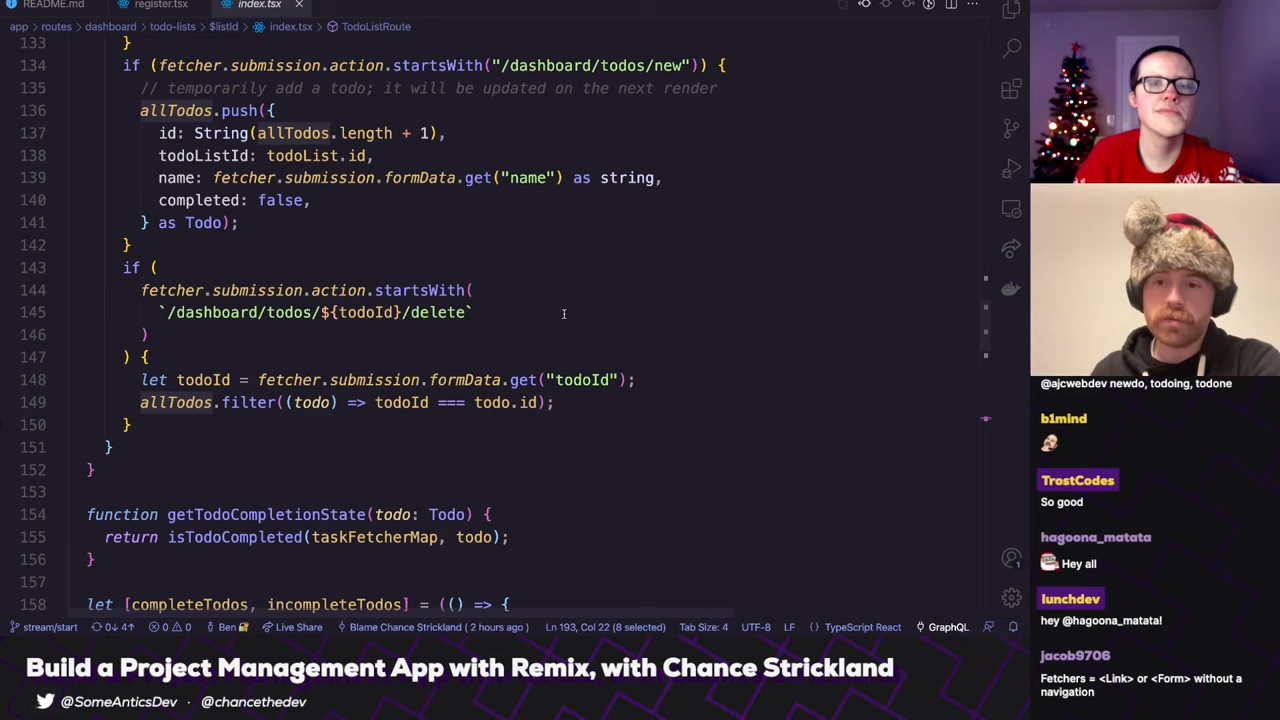 README.md
register.tsx
index.tsx
app > routes > dashboard > todo-lists > $listId > index.tsx > TodoListRoute
133 }
134 if (fetcher.submission.action.startsWith("/dashboard/todos/new")) {
135 // temporarily add a todo; it will be updated on the next render
136 allTodos.push({
137 id: String(allTodos.length + 1),
138 todoListId: todoList.id,
139 name: fetcher.submission.formData.get("name") as string,
140 completed: false,
141 } as Todo);
142 }
143 if (
144 fetcher.submission.action.startsWith(
145 `/dashboard/todos/${todoId}/delete`
146 )
147 ) {
148 let todoId = fetcher.submission.formData.get("todoId");
149 allTodos.filter((todo) => todoId === todo.id);
150 }
151 }
152 }
153
154 function getTodoCompletionState(todo: Todo) {
155 return isTodoCompleted(taskFetcherMap, todo);
156 }
157
158 let [completeTodos, incompleteTodos] = (() => {
stream/start 0↓ 4↑ 0 0 Ben Live Share Blame Chance Strickland ( 2 hours ago ) Ln 193, Col 22 (8 selected) Tab Size: 4 UTF-8 LF {} TypeScript React GraphQL
@ajcwebdev newdo, todoing, todone
b1mind
TrostCodes
So good
hagoona_matata
Hey all
lunchdev
hey @hagoona_matata!
jacob9706
Fetchers = <Link> or <Form> without a
navigation
Build a Project Management App with Remix, with Chance Strickland
@SomeAnticsDev · @chancethedev